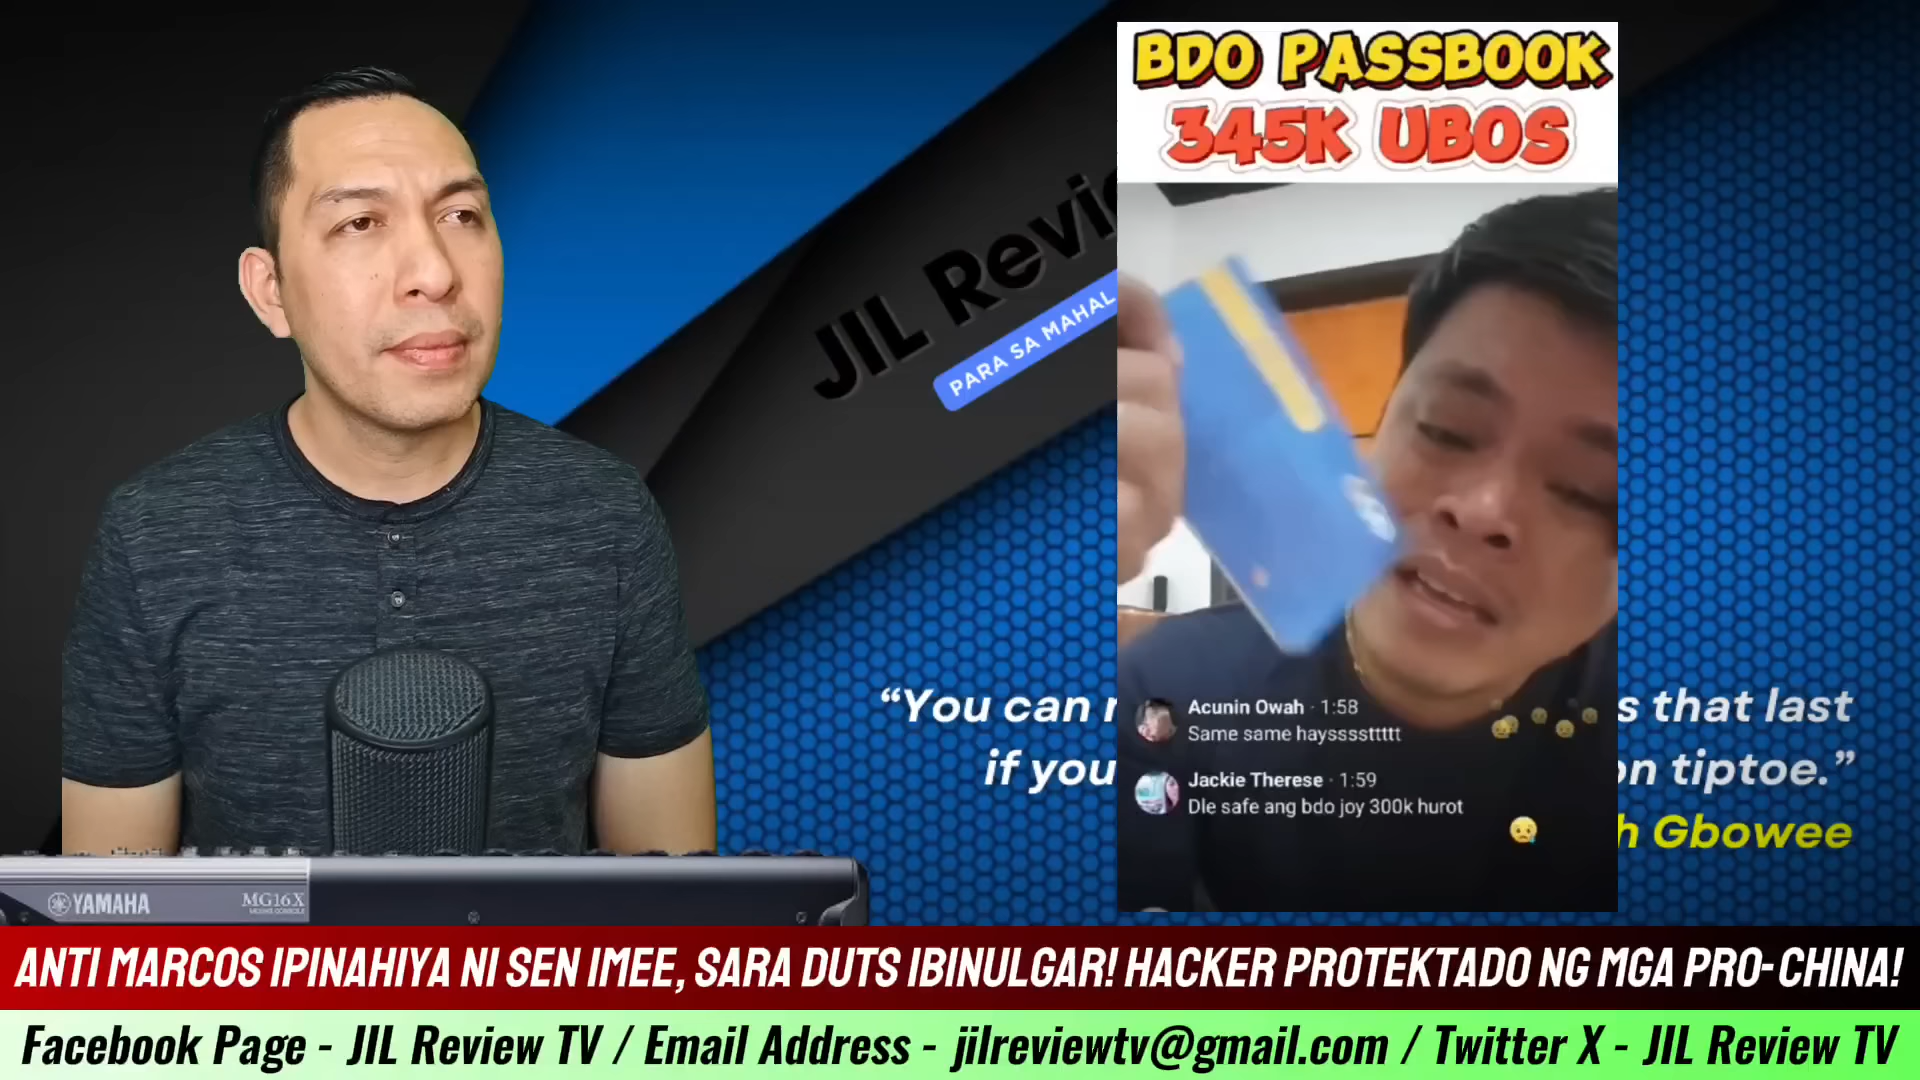 BDO PASSBOOK
345K UBOS
JIL Revi
PARA SA MAHAL
Acunin Owah · 1:58
Same same hayssssttttt
Jackie Therese · 1:59
Dle safe ang bdo joy 300k hurot
“You can
s that last
if you
on tiptoe.”
h Gbowee
YAMAHA
MG16X
MIXING CONSOLE
ANTI MARCOS IPINAHIYA NI SEN IMEE, SARA DUTS IBINULGAR! HACKER PROTEKTADO NG MGA PRO-CHINA!
Facebook Page - JIL Review TV / Email Address - jilreviewtv@gmail.com / Twitter X - JIL Review TV